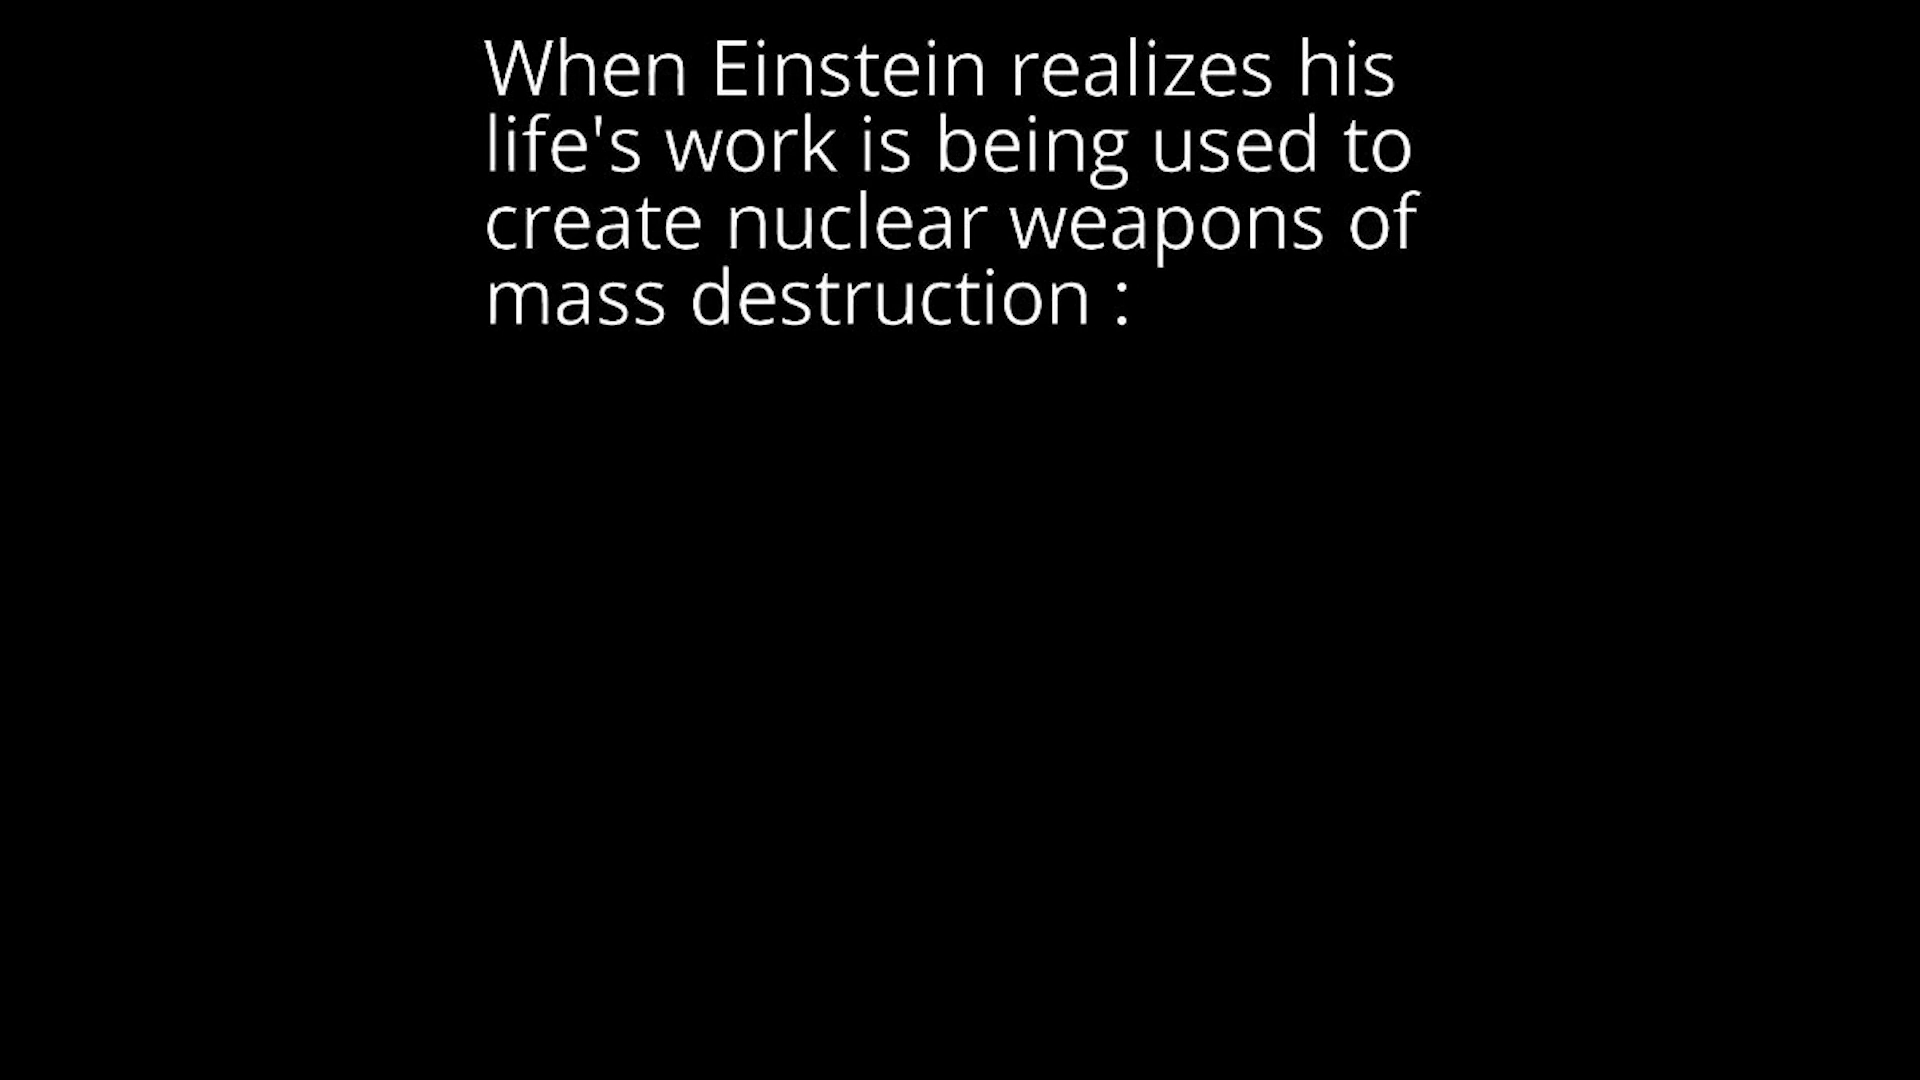 When Einstein realizes his
life's work is being used to
create nuclear weapons of
mass destruction :